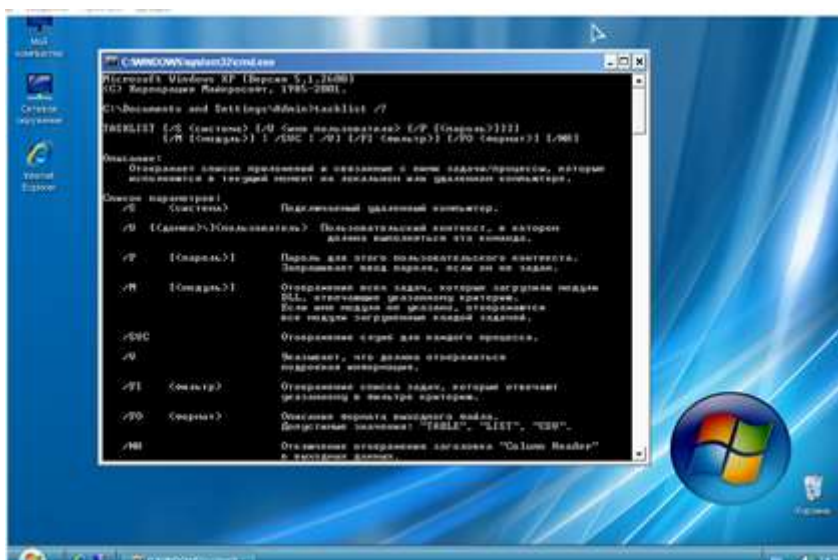 Мой
компьютер
Сетевое
окружение
Internet
Explorer
C:\WINDOWS\system32\cmd.exe
Microsoft Windows XP [Версия 5.1.2600]
(C) Корпорация Майкрософт, 1985-2001.
C:\Documents and Settings\Admin>tasklist /?
TASKLIST [/S <система> [/U <имя пользователя> [/P [<пароль>]]]]
[/M [<модуль>] | /SVC | /V] [/FI <фильтр>] [/FO <формат>] [/NH]
Описание:
Отображает список приложений и связанные с ними задачи/процессы, которые
исполняются в текущий момент на локальном или удаленном компьютере.
Список параметров:
/S <система> Подключаемый удаленный компьютер.
/U [<домен>\]<пользователь> Пользовательский контекст, в котором
должна выполняться эта команда.
/P [<пароль>] Пароль для этого пользовательского контекста.
Запрашивает ввод пароля, если он не задан.
/M [<модуль>] Отображение всех задач, которые загрузили модули
DLL, отвечающие указанному критерию.
Если имя модуля не указано, отображаются
все модули загруженные каждой задачей.
/SVC Отображение служб для каждого процесса.
/V Указывает, что должна отображаться
подробная информация.
/FI <фильтр> Отображение списка задач, которые отвечают
указанному в фильтре критерию.
/FO <формат> Описание формата выходного файла.
Допустимые значения: "TABLE", "LIST", "CSV".
/NH Отключение отображения заголовка "Column Header"
в выходных данных.
Корзина